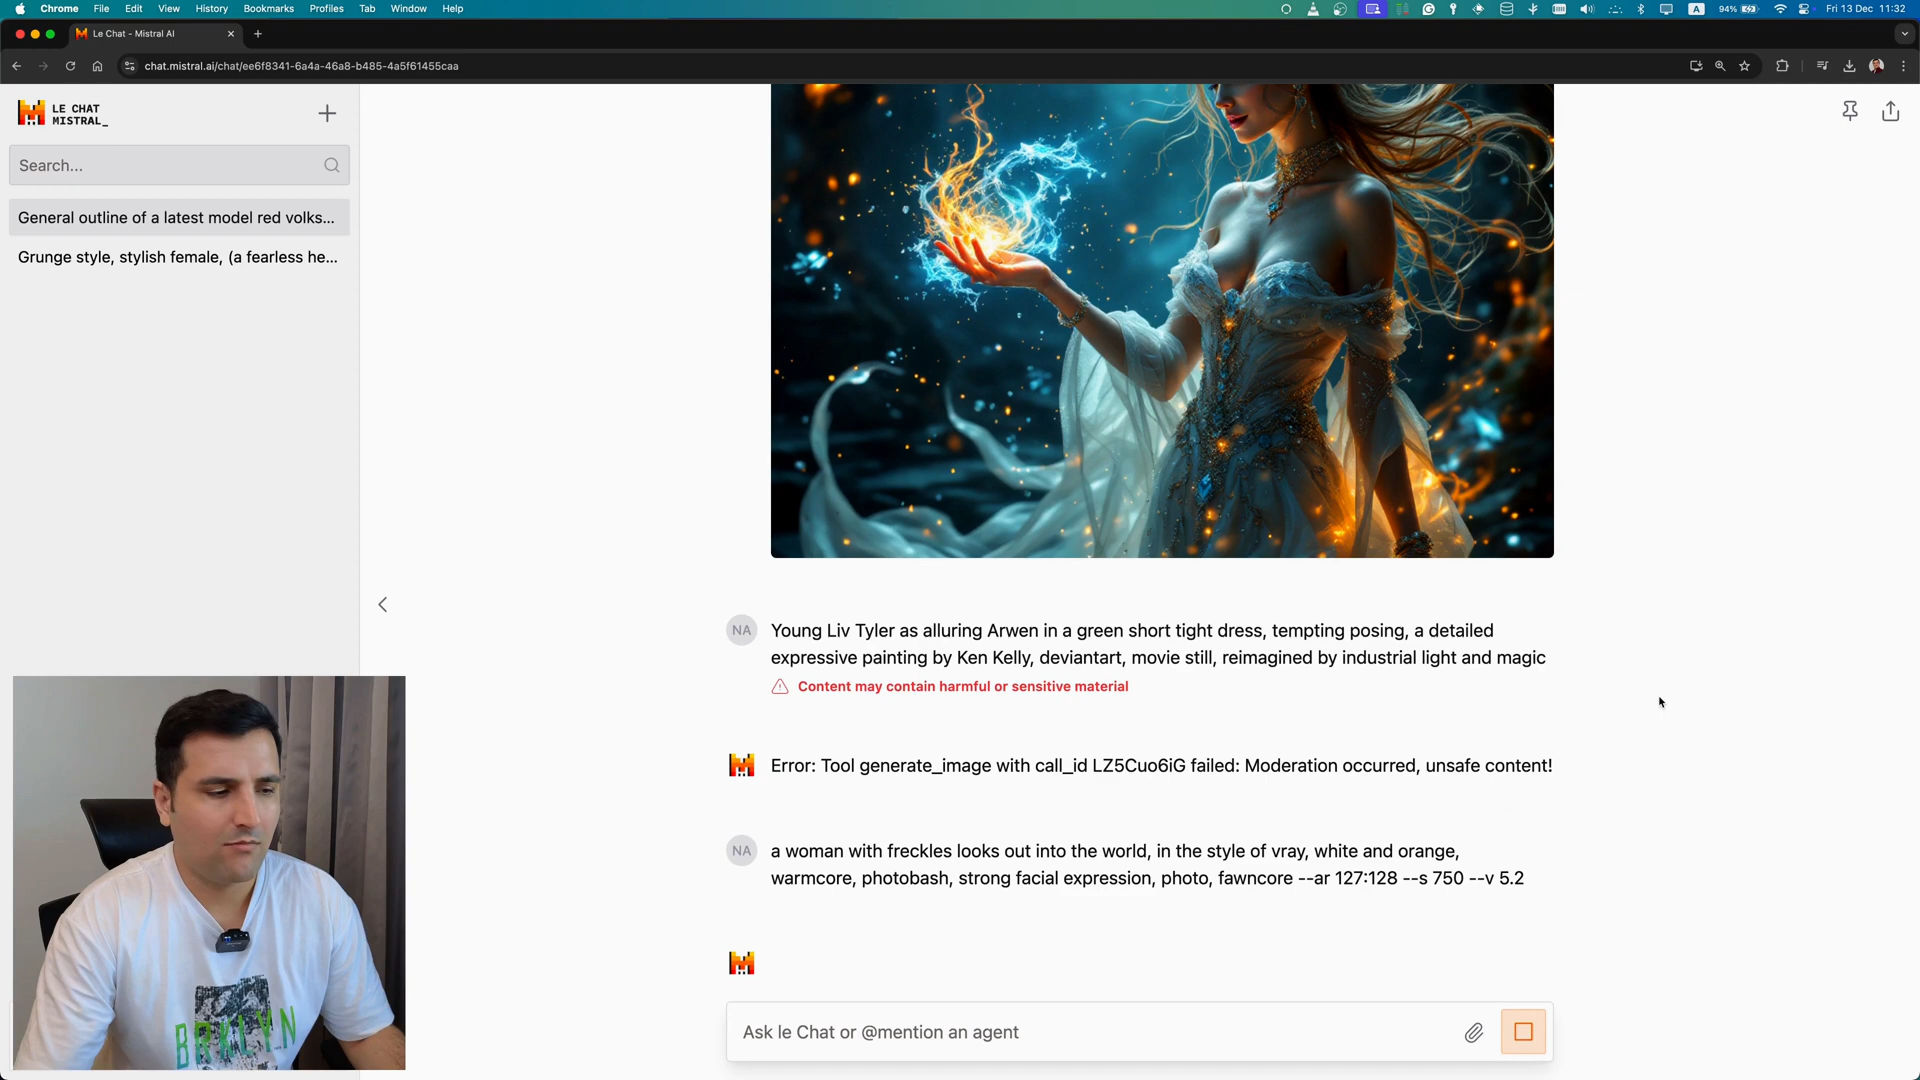 Chrome File Edit View History Bookmarks Profiles Tab Window Help
A 94% Fri 13 Dec 11:32
Le Chat - Mistral AI
chat.mistral.ai/chat/ee6f8341-6a4a-46a8-b485-4a5f61455caa
LE CHAT
MISTRAL_
Search...
General outline of a latest model red volks...
Grunge style, stylish female, (a fearless he...
NA
Young Liv Tyler as alluring Arwen in a green short tight dress, tempting posing, a detailed
expressive painting by Ken Kelly, deviantart, movie still, reimagined by industrial light and magic
Content may contain harmful or sensitive material
Error: Tool generate_image with call_id LZ5Cuo6iG failed: Moderation occurred, unsafe content!
NA
a woman with freckles looks out into the world, in the style of vray, white and orange,
warmcore, photobash, strong facial expression, photo, fawncore --ar 127:128 --s 750 --v 5.2
Ask le Chat or @mention an agent
BRKLYN